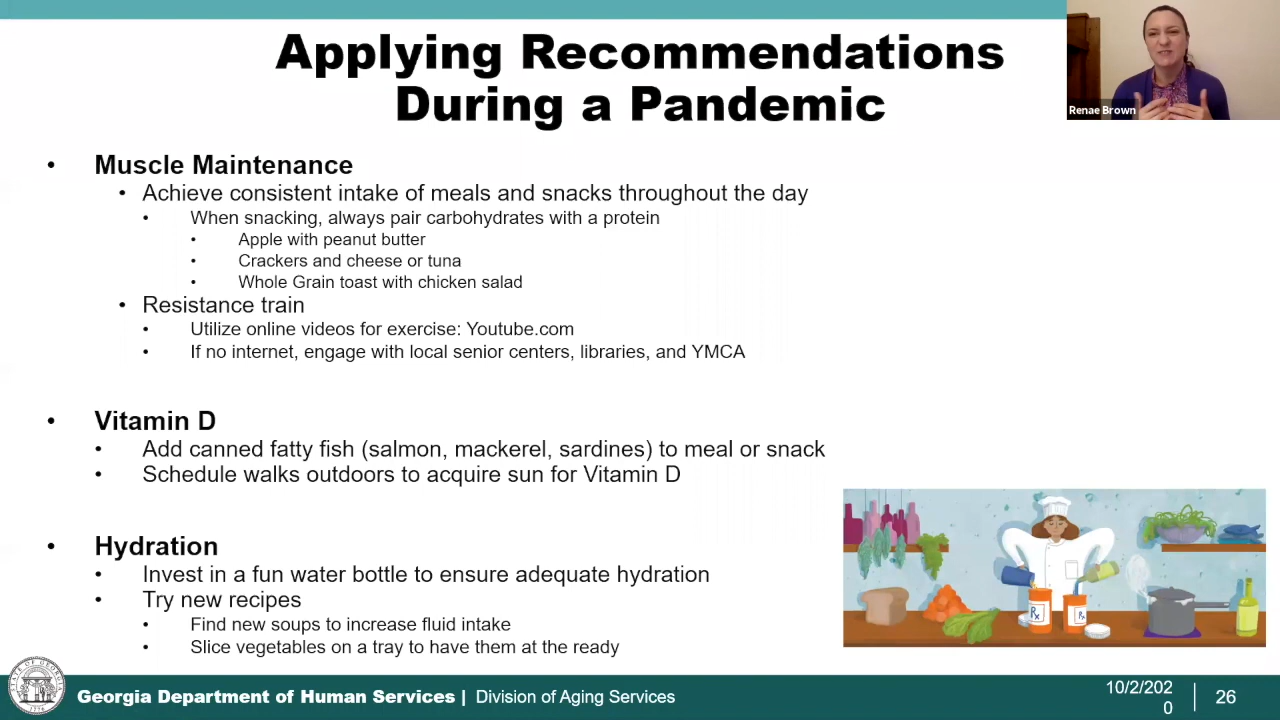 Applying Recommendations
During a Pandemic
Renae Brown
• Muscle Maintenance
• Achieve consistent intake of meals and snacks throughout the day
• When snacking, always pair carbohydrates with a protein
• Apple with peanut butter
• Crackers and cheese or tuna
• Whole Grain toast with chicken salad
• Resistance train
• Utilize online videos for exercise: Youtube.com
• If no internet, engage with local senior centers, libraries, and YMCA
• Vitamin D
• Add canned fatty fish (salmon, mackerel, sardines) to meal or snack
• Schedule walks outdoors to acquire sun for Vitamin D
• Hydration
• Invest in a fun water bottle to ensure adequate hydration
• Try new recipes
• Find new soups to increase fluid intake
• Slice vegetables on a tray to have them at the ready
Rx
Rx
Georgia Department of Human Services | Division of Aging Services
10/2/202
0
26